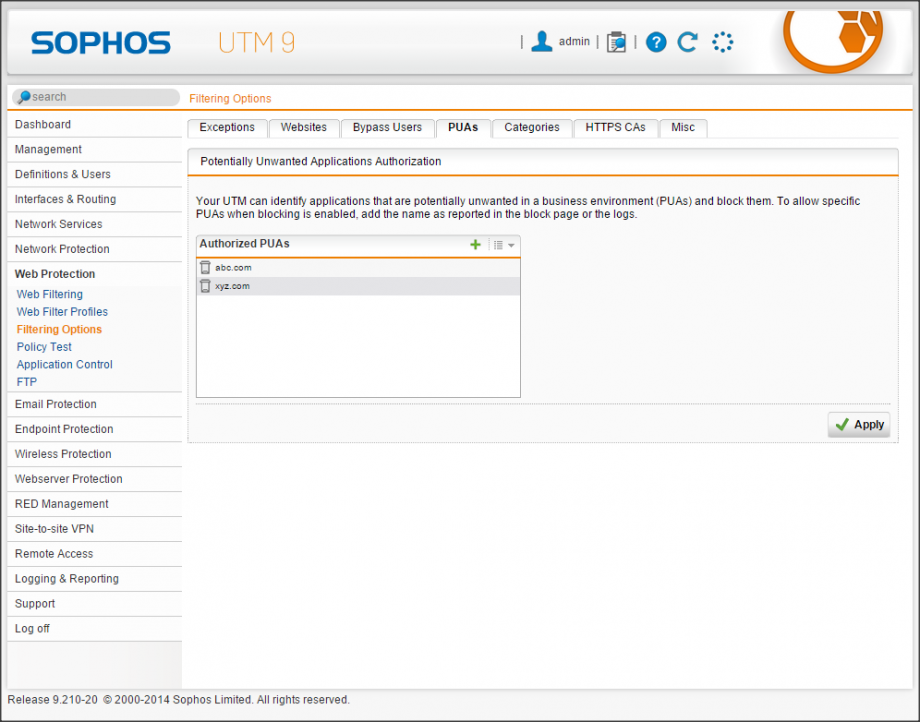 SOPHOS UTM 9
| admin | | ?
search
Filtering Options
Dashboard
Management
Definitions & Users
Interfaces & Routing
Network Services
Network Protection
Web Protection
Web Filtering
Web Filter Profiles
Filtering Options
Policy Test
Application Control
FTP
Email Protection
Endpoint Protection
Wireless Protection
Webserver Protection
RED Management
Site-to-site VPN
Remote Access
Logging & Reporting
Support
Log off
Exceptions Websites Bypass Users PUAs Categories HTTPS CAs Misc
Potentially Unwanted Applications Authorization
Your UTM can identify applications that are potentially unwanted in a business environment (PUAs) and block them. To allow specific
PUAs when blocking is enabled, add the name as reported in the block page or the logs.
Authorized PUAs
abc.com
xyz.com
Apply
Release 9.210-20 © 2000-2014 Sophos Limited. All rights reserved.